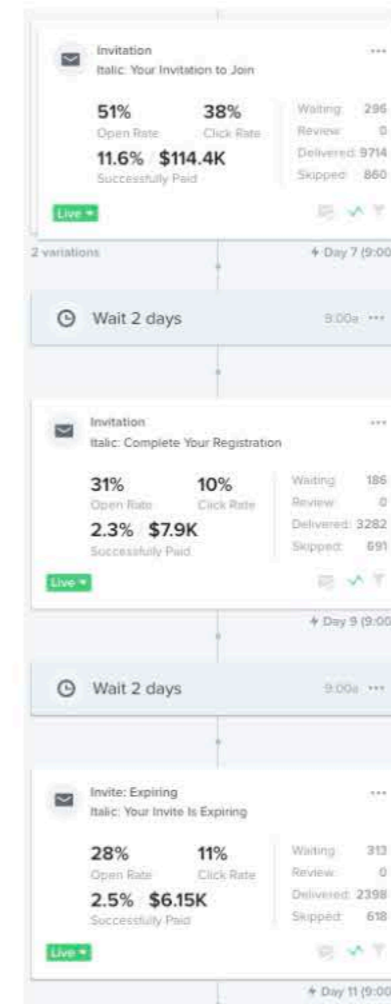 Invitation
Italic: Your Invitation to Join
51% 38% Waiting: 296
Open Rate Click Rate Review: 0
11.6% $114.4K Delivered: 9714
Successfully Paid Skipped: 860
Live
2 variations Day 7 (9:00
Wait 2 days 9:00a
Invitation
Italic: Complete Your Registration
31% 10% Waiting: 186
Open Rate Click Rate Review: 0
2.3% $7.9K Delivered: 3282
Successfully Paid Skipped: 691
Live
Day 9 (9:00
Wait 2 days 9:00a
Invite: Expiring
Italic: Your Invite Is Expiring
28% 11% Waiting: 313
Open Rate Click Rate Review: 0
2.5% $6.15K Delivered: 2398
Successfully Paid Skipped: 618
Live
Day 11 (9:00